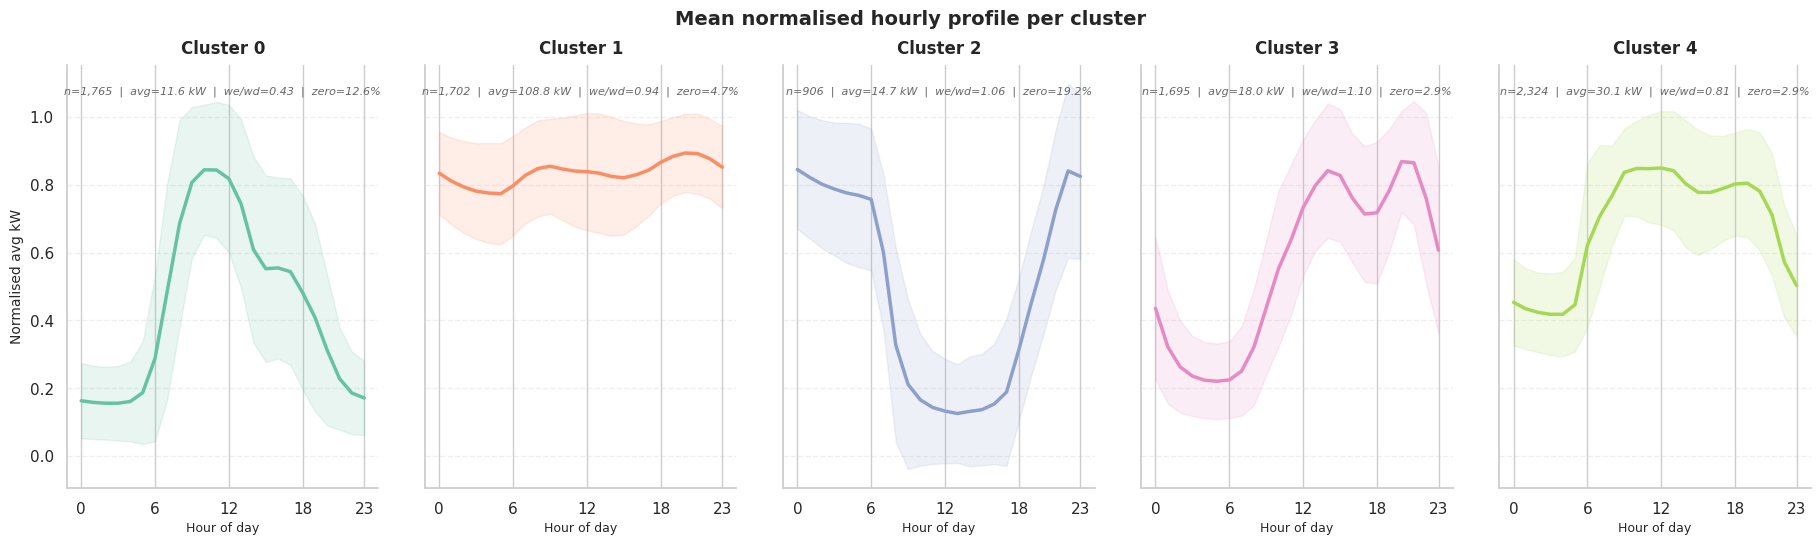 Mean normalised hourly profile per cluster
Cluster 0
n=1,765 | avg=11.6 kW | we/wd=0.43 | zero=12.6%
Normalised avg kW
1.0
0.8
0.6
0.4
0.2
0.0
0 6 12 18 23
Hour of day
Cluster 1
n=1,702 | avg=108.8 kW | we/wd=0.94 | zero=4.7%
0 6 12 18 23
Hour of day
Cluster 2
n=906 | avg=14.7 kW | we/wd=1.06 | zero=19.2%
0 6 12 18 23
Hour of day
Cluster 3
n=1,695 | avg=18.0 kW | we/wd=1.10 | zero=2.9%
0 6 12 18 23
Hour of day
Cluster 4
n=2,324 | avg=30.1 kW | we/wd=0.81 | zero=2.9%
0 6 12 18 23
Hour of day